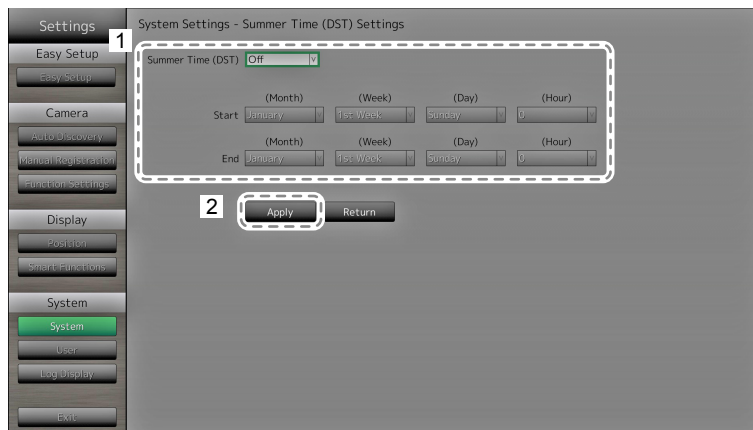 Settings
System Settings - Summer Time (DST) Settings
1
Easy Setup
Easy Setup
Summer Time (DST) Off
(Month) (Week) (Day) (Hour)
Start January 1st Week Sunday 0
(Month) (Week) (Day) (Hour)
End January 1st Week Sunday 0
Camera
Auto Discovery
Manual Registration
Function Settings
2
Apply Return
Display
Position
Smart Functions
System
System
User
Log Display
Exit